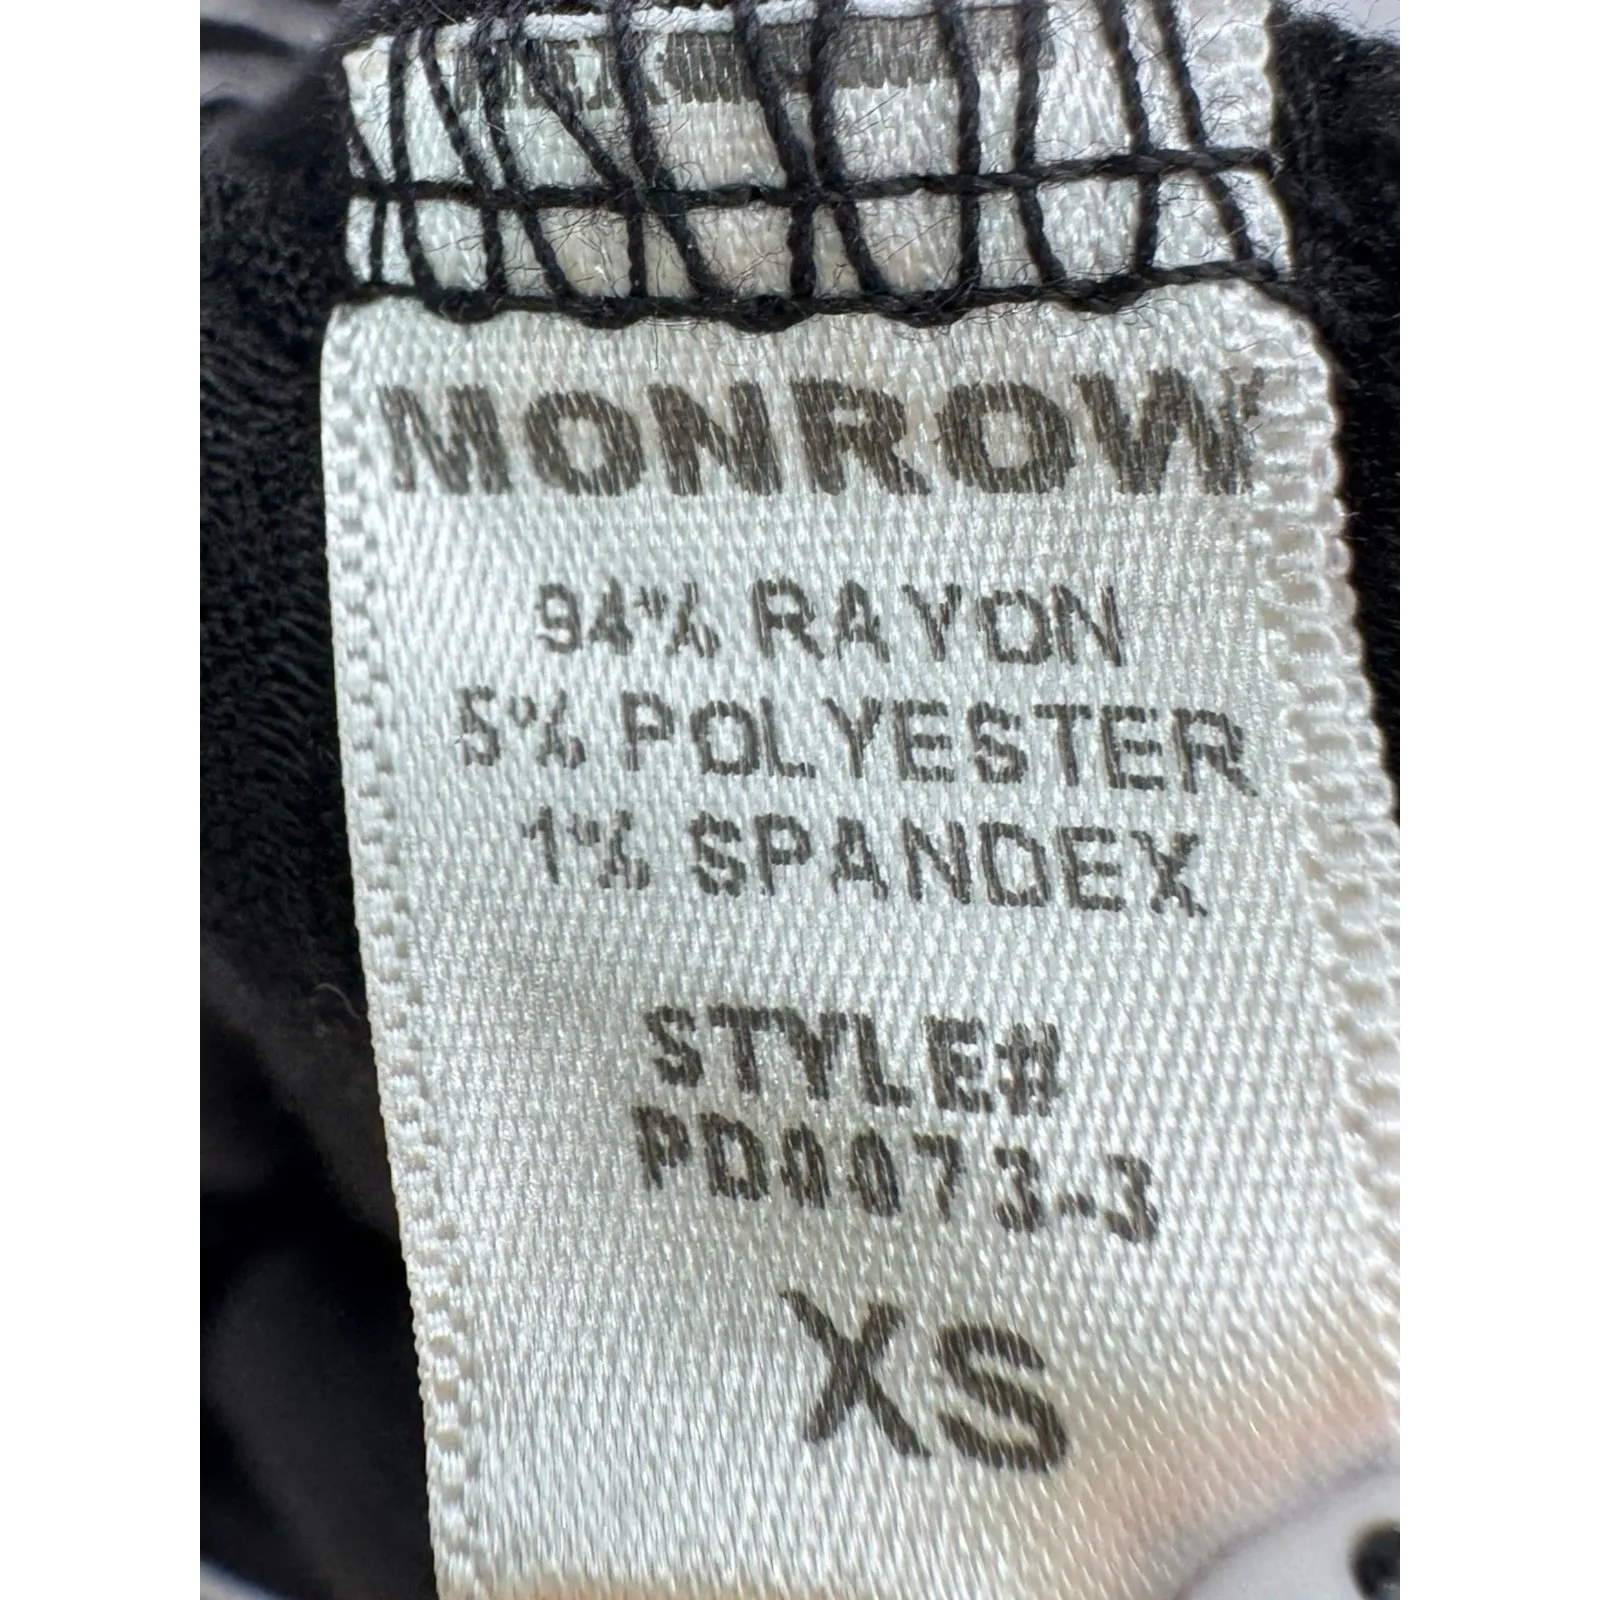 MONROW
94% RAYON
5% POLYESTER
1% SPANDEX
STYLE#
PD0073-3
XS